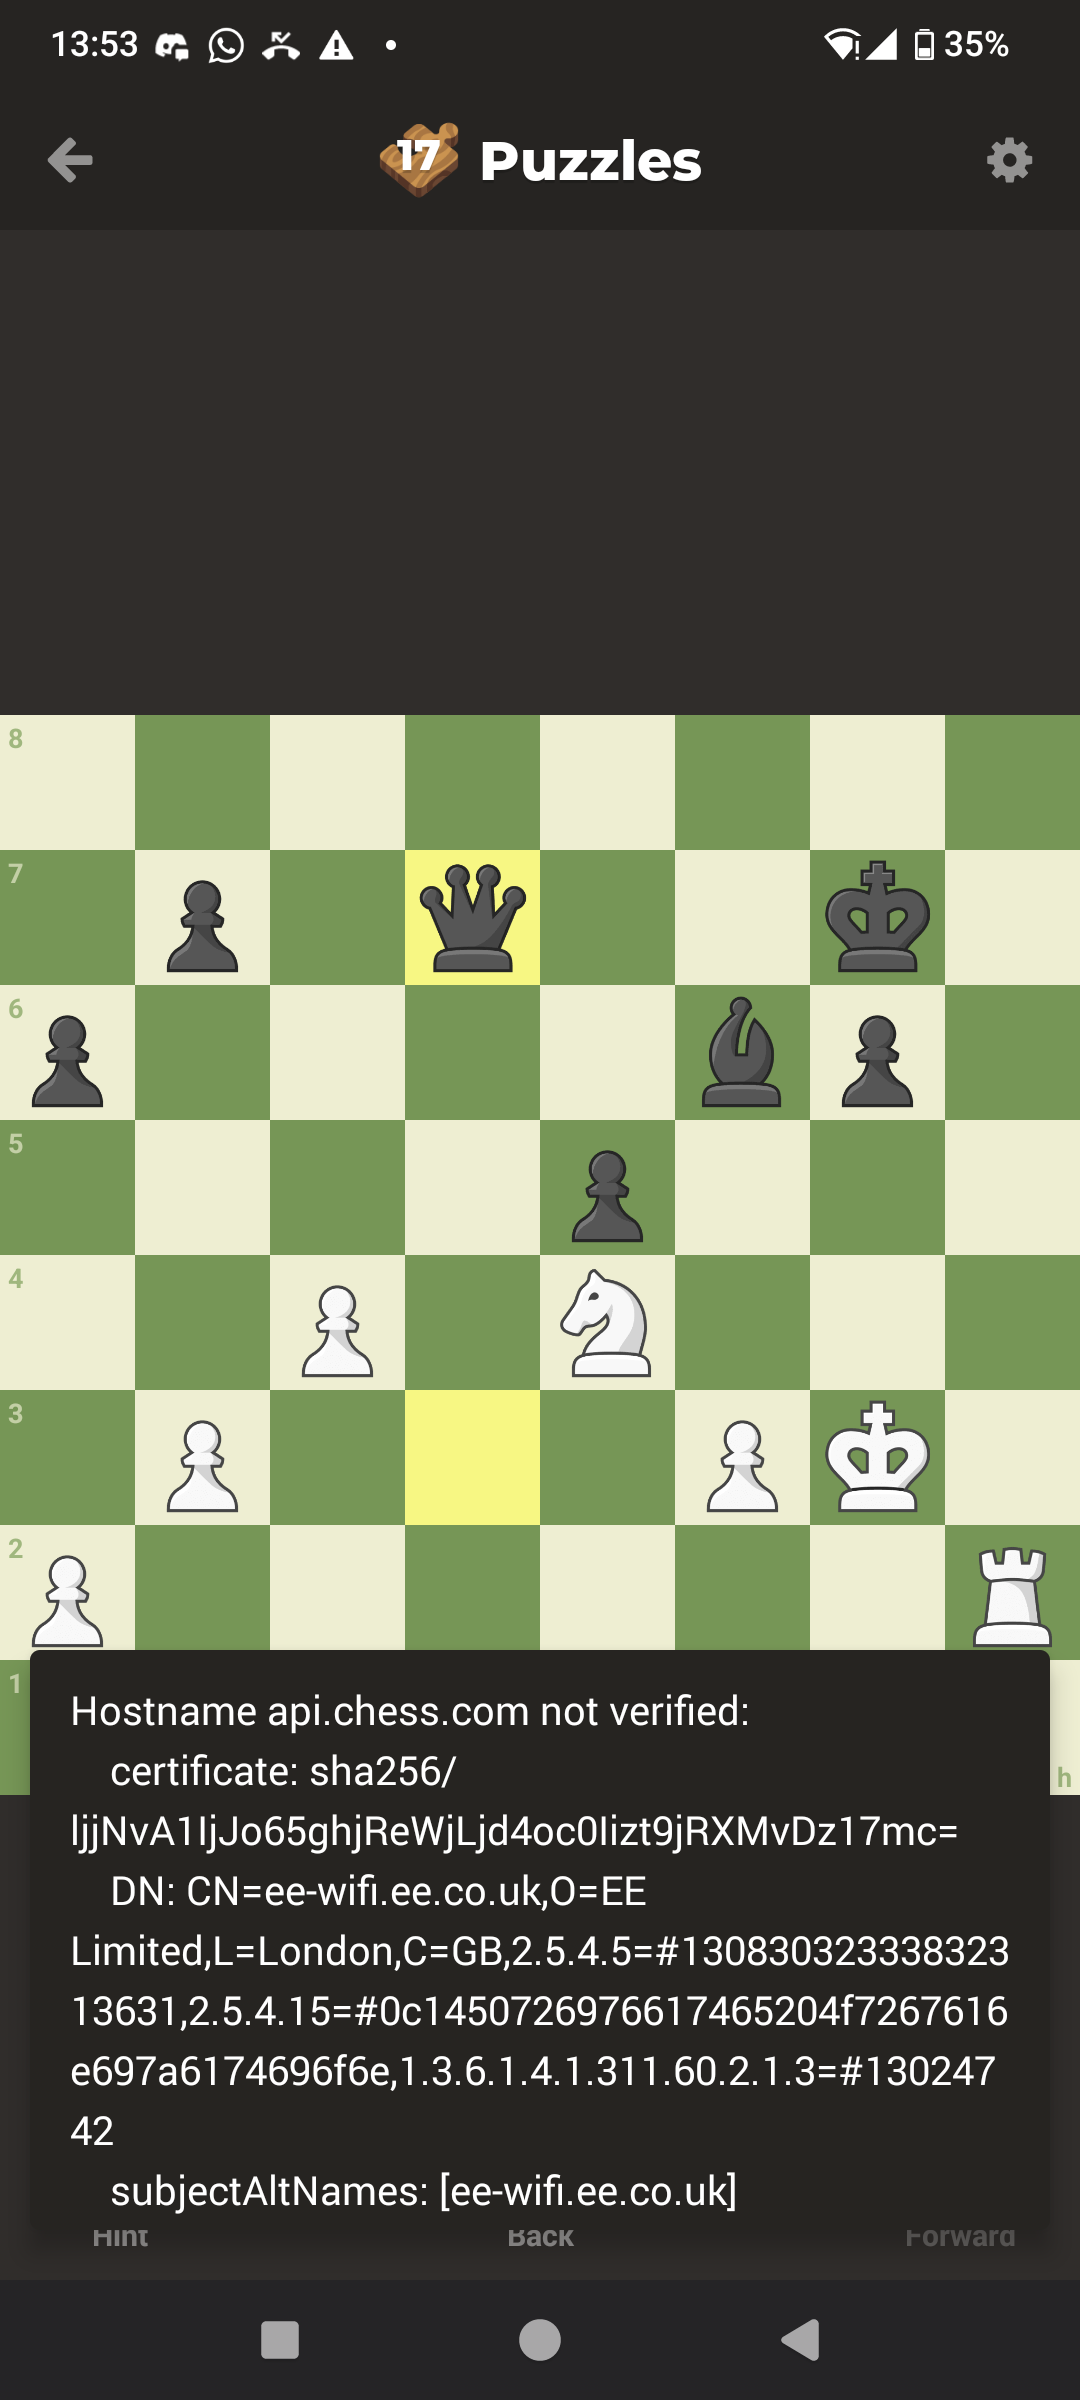 13:53
35%
17 Puzzles
8
7
6
5
4
3
2
1
Hostname api.chess.com not verified:
certificate: sha256/
ljjNvA1IjJo65ghjReWjLjd4oc0Iizt9jRXMvDz17mc=
DN: CN=ee-wifi.ee.co.uk,O=EE
Limited,L=London,C=GB,2.5.4.5=#130830323338323
13631,2.5.4.15=#0c1450726976617465204f7267616
e697a6174696f6e,1.3.6.1.4.1.311.60.2.1.3=#130247
42
subjectAltNames: [ee-wifi.ee.co.uk]
h
Hint Back Forward